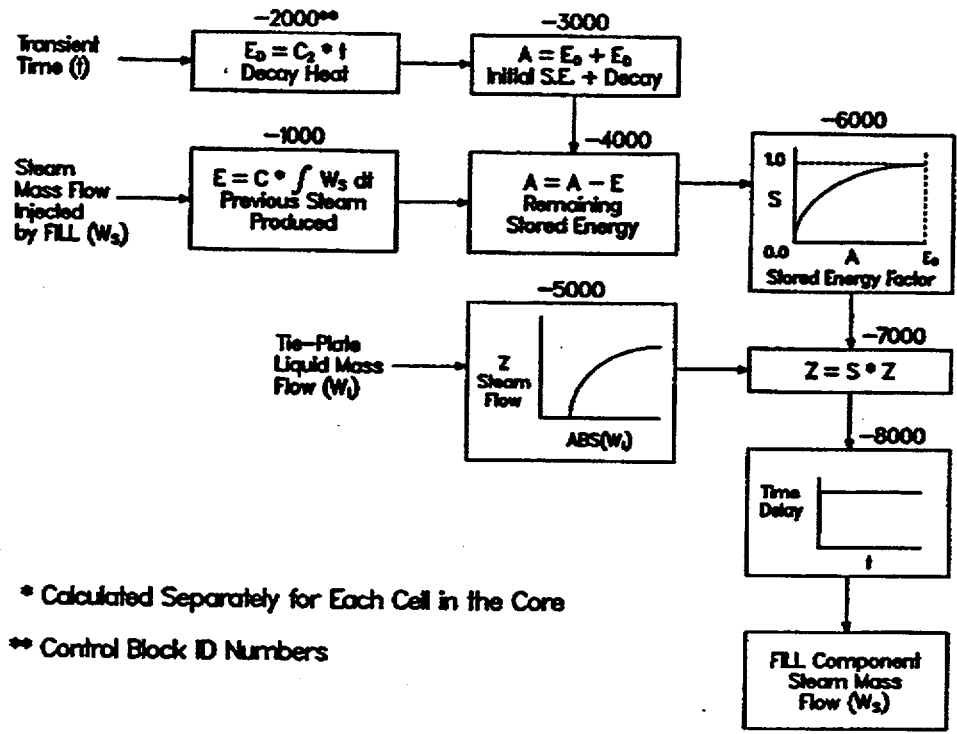 -2000**
Transient
Time (t)
E_D = C_2 * t
Decay Heat
-3000
A = E_0 + E_D
Initial S.E. + Decay
-1000
Steam
Mass Flow
Injected
by FILL (W_S)
E = C * ∫ W_S dt
Previous Steam
Produced
-4000
A = A - E
Remaining
Stored Energy
-6000
1.0
S
0.0
A
E_0
Stored Energy Factor
-5000
Tie-Plate
Liquid Mass
Flow (W_l)
Z
Steam
Flow
ABS(W_l)
-7000
Z = S * Z
-8000
Time
Delay
t
FILL Component
Steam Mass
Flow (W_S)
* Calculated Separately for Each Cell in the Core
** Control Block ID Numbers